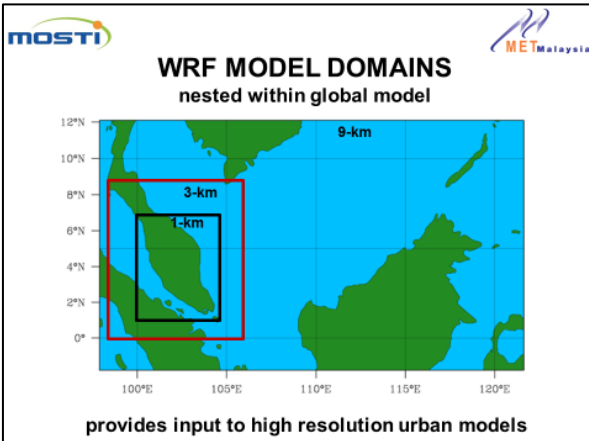 MOSTI
METMalaysia
WRF MODEL DOMAINS
nested within global model
12°N
9-km
10°N
8°N
3-km
1-km
6°N
4°N
2°N
0°
100°E
105°E
110°E
115°E
120°E
provides input to high resolution urban models